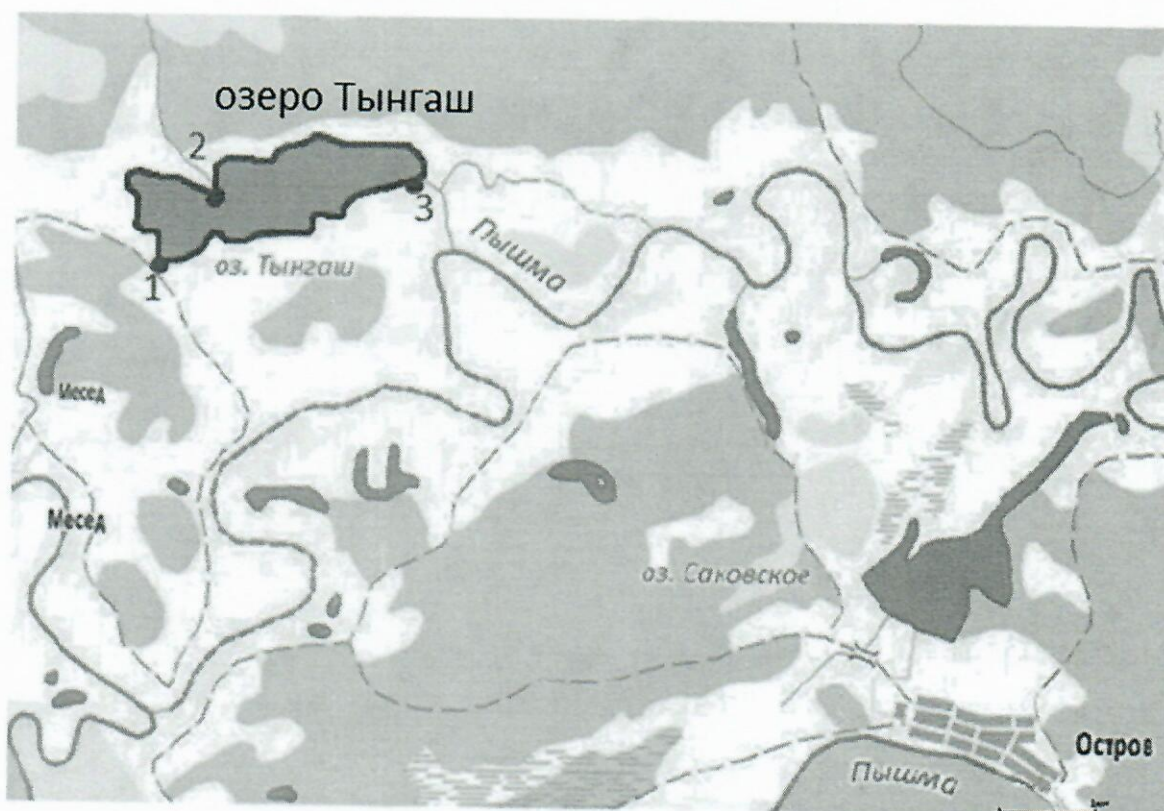 озеро Тынгаш
2
3
Пышма
оз. Тынгаш
1
Месед
Месед
оз. Саковское
Остров
Пышма